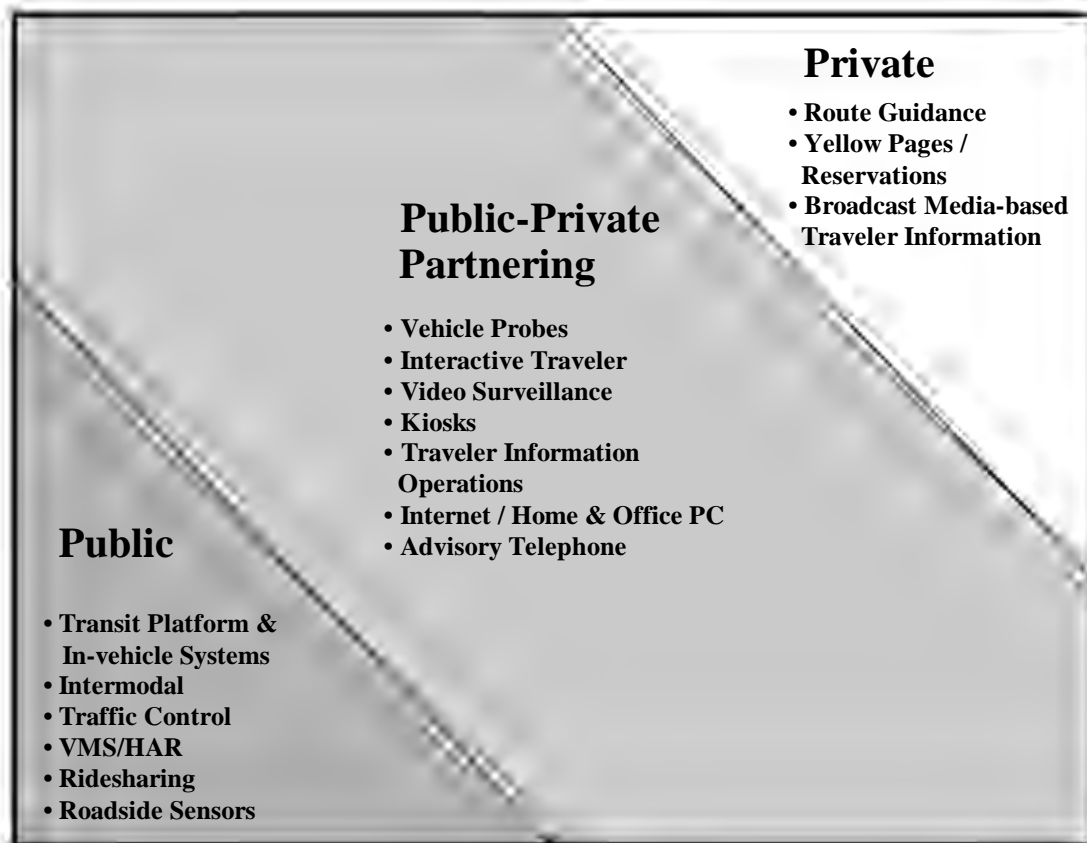 Private
• Route Guidance
• Yellow Pages /
Reservations
• Broadcast Media-based
Traveler Information
Public-Private
Partnering
• Vehicle Probes
• Interactive Traveler
• Video Surveillance
• Kiosks
• Traveler Information
Operations
• Internet / Home & Office PC
• Advisory Telephone
Public
• Transit Platform &
In-vehicle Systems
• Intermodal
• Traffic Control
• VMS/HAR
• Ridesharing
• Roadside Sensors